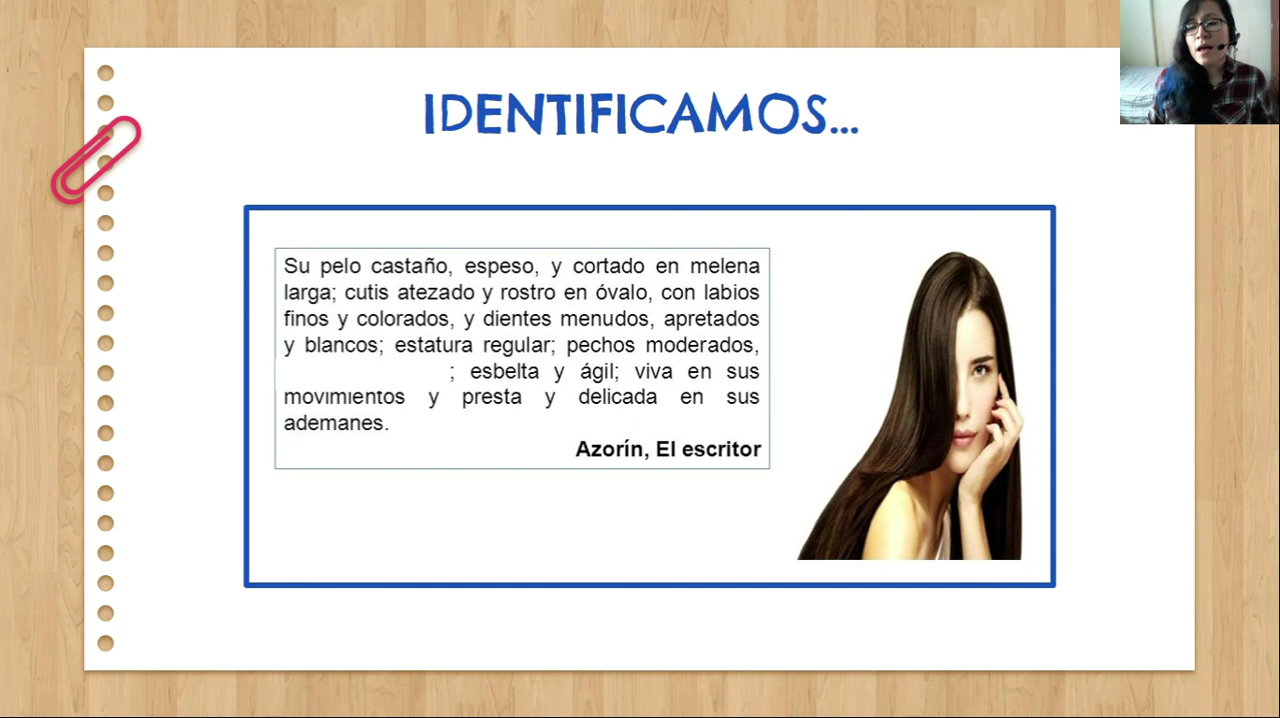 IDENTIFICAMOS...
Su pelo castaño, espeso, y cortado en melena
larga; cutis atezado y rostro en óvalo, con labios
finos y colorados, y dientes menudos, apretados
y blancos; estatura regular; pechos moderados,
; esbelta y ágil; viva en sus
movimientos y presta y delicada en sus
ademanes.
Azorín, El escritor